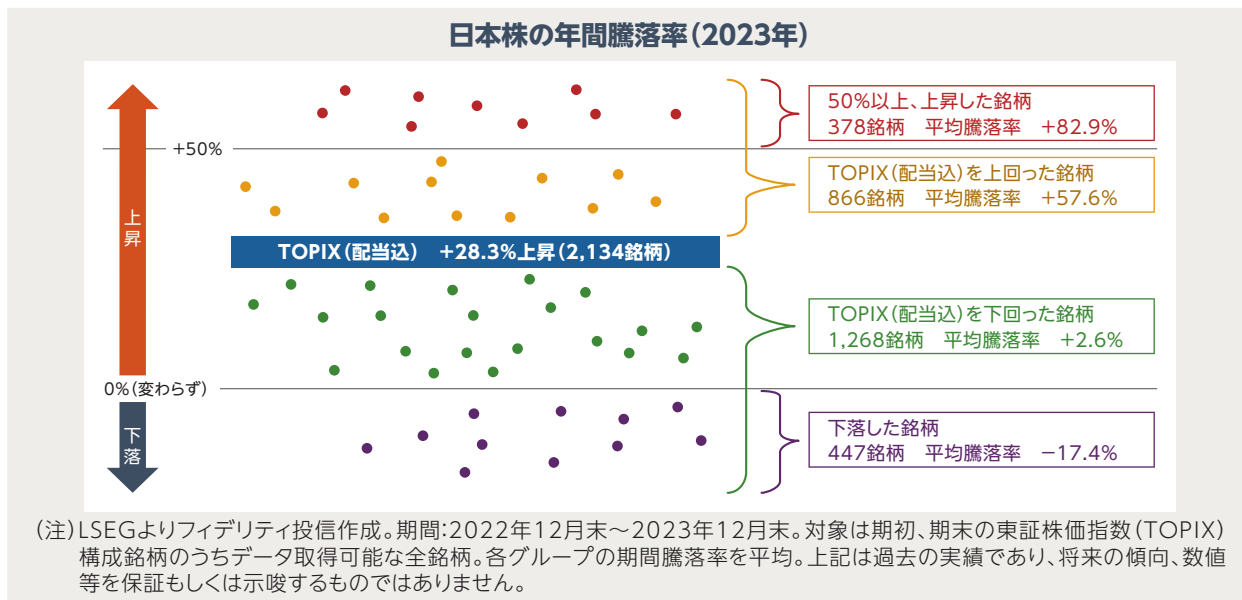 日本株の年間騰落率（2023年）
上昇
+50%
50%以上、上昇した銘柄
378銘柄　平均騰落率　+82.9%
TOPIX（配当込）を上回った銘柄
866銘柄　平均騰落率　+57.6%
TOPIX（配当込）　+28.3%上昇（2,134銘柄）
TOPIX（配当込）を下回った銘柄
1,268銘柄　平均騰落率　+2.6%
0%（変わらず）
下落
下落した銘柄
447銘柄　平均騰落率　−17.4%
（注）LSEGよりフィデリティ投信作成。期間：2022年12月末～2023年12月末。対象は期初、期末の東証株価指数（TOPIX）
構成銘柄のうちデータ取得可能な全銘柄。各グループの期間騰落率を平均。上記は過去の実績であり、将来の傾向、数値
等を保証もしくは示唆するものではありません。